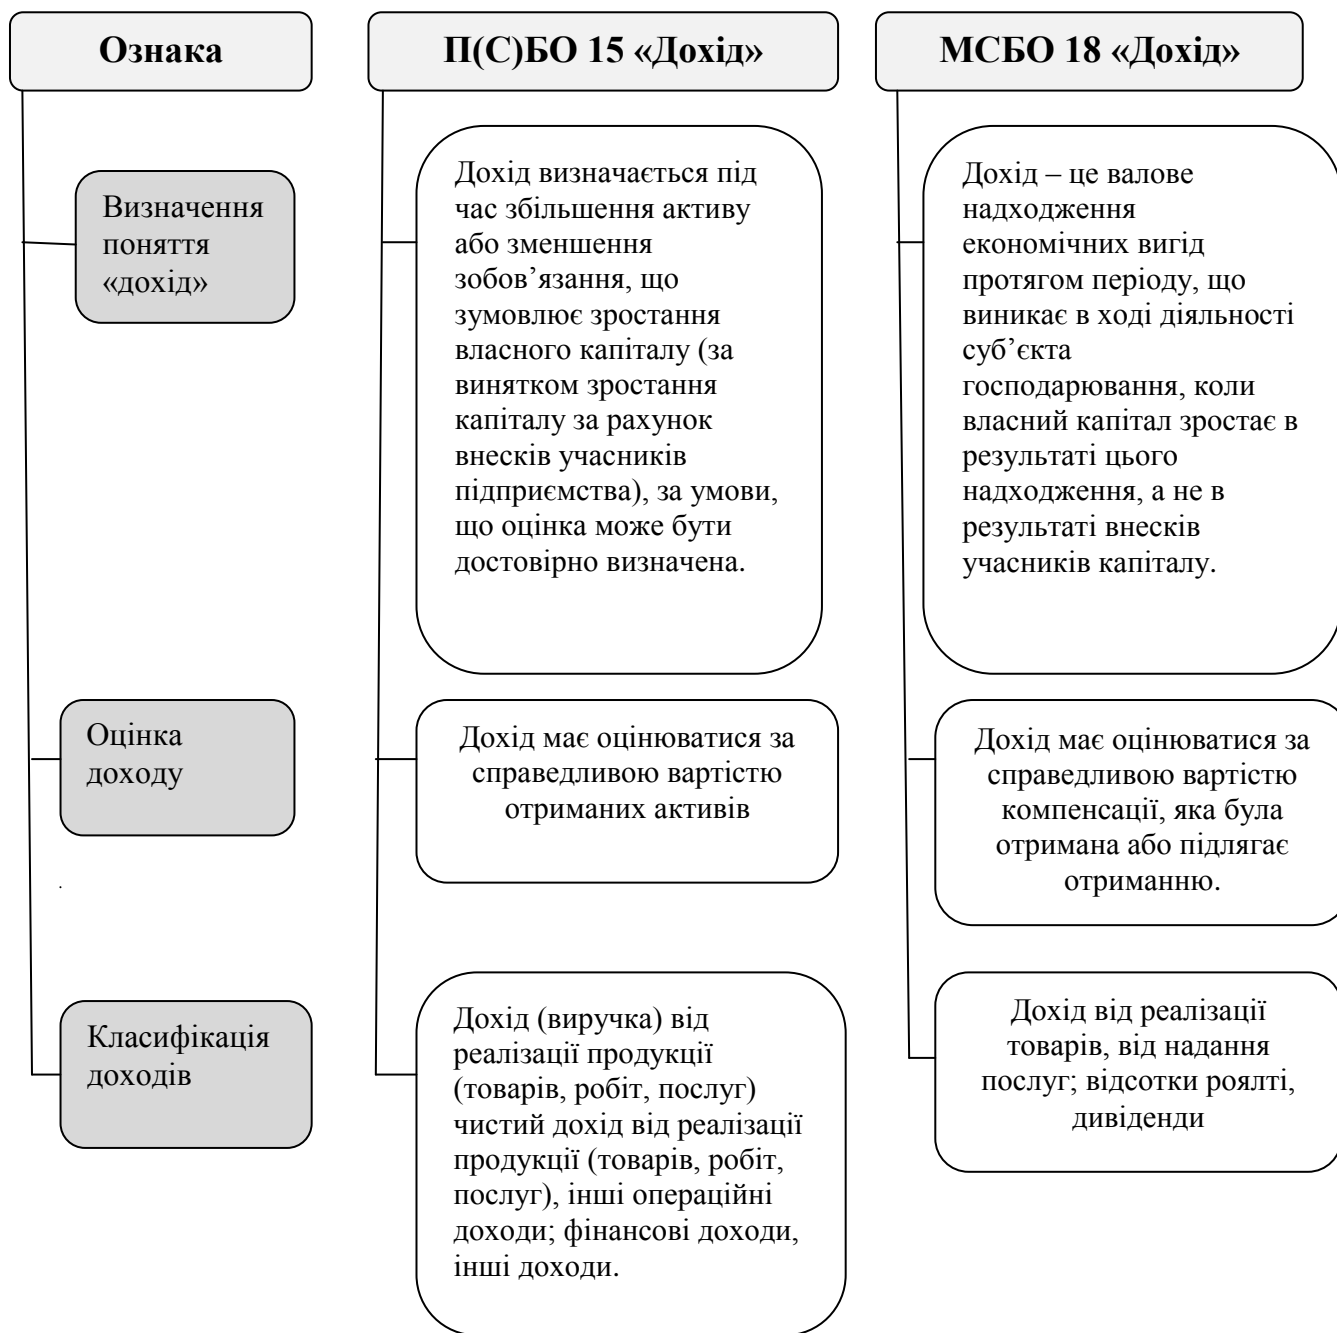 Ознака
П(С)БО 15 «Дохід»
МСБО 18 «Дохід»
Визначення
поняття
«дохід»
Дохід визначається під
час збільшення активу
або зменшення
зобов’язання, що
зумовлює зростання
власного капіталу (за
винятком зростання
капіталу за рахунок
внесків учасників
підприємства), за умови,
що оцінка може бути
достовірно визначена.
Дохід – це валове
надходження
економічних вигід
протягом періоду, що
виникає в ході діяльності
суб’єкта
господарювання, коли
власний капітал зростає в
результаті цього
надходження, а не в
результаті внесків
учасників капіталу.
Оцінка
доходу
Дохід має оцінюватися за
справедливою вартістю
отриманих активів
Дохід має оцінюватися за
справедливою вартістю
компенсації, яка була
отримана або підлягає
отриманню.
.
Класифікація
доходів
Дохід (виручка) від
реалізації продукції
(товарів, робіт, послуг)
чистий дохід від реалізації
продукції (товарів, робіт,
послуг), інші операційні
доходи; фінансові доходи,
інші доходи.
Дохід від реалізації
товарів, від надання
послуг; відсотки роялті,
дивіденди